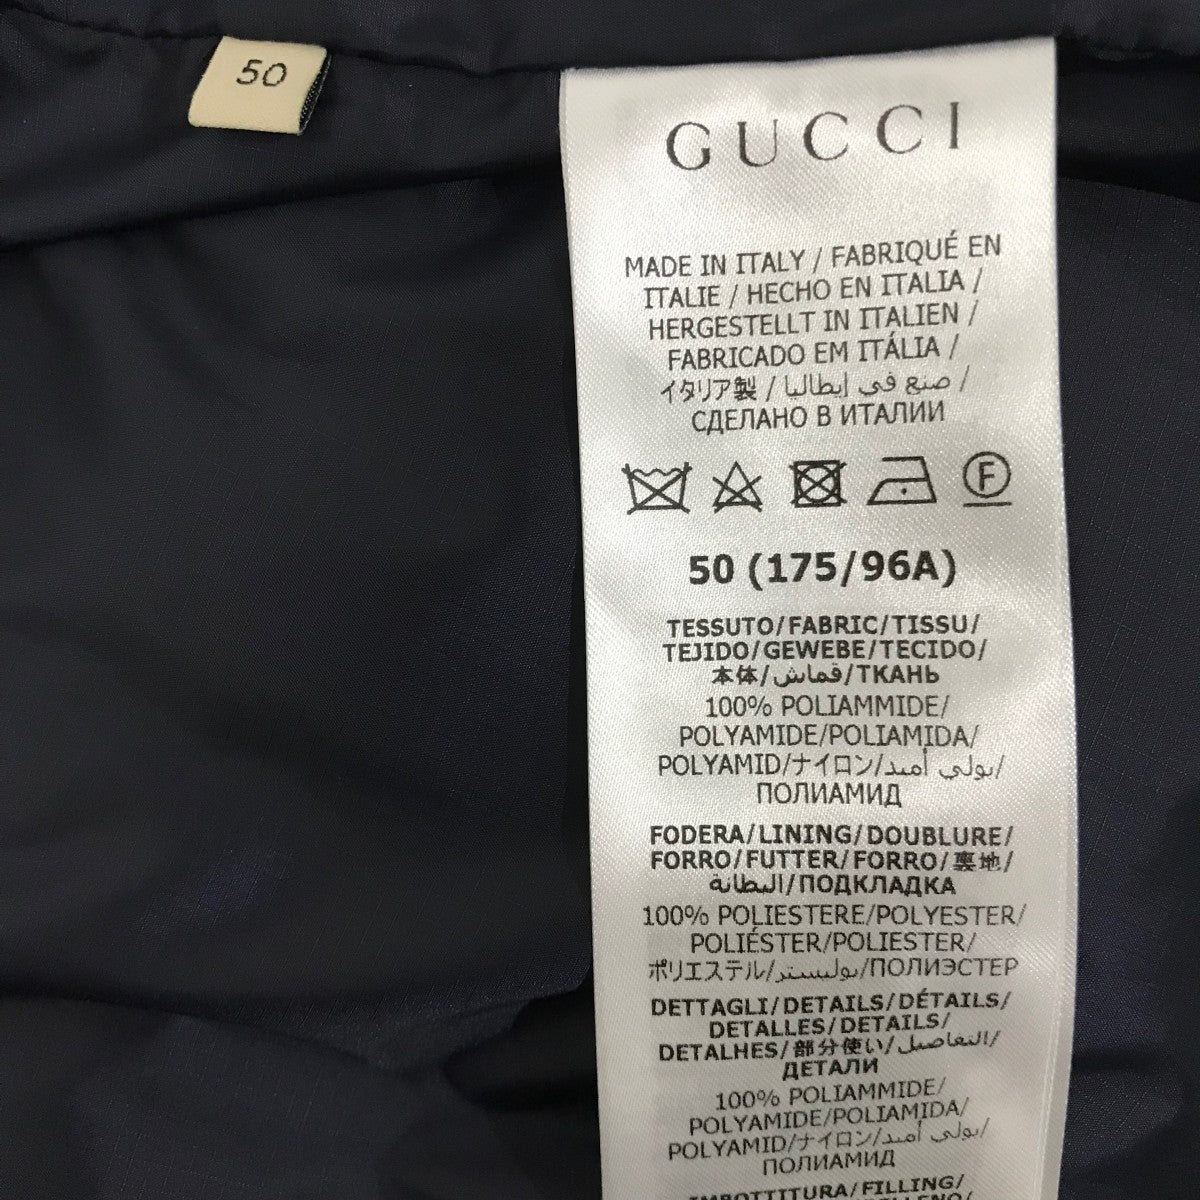 50
GUCCI
MADE IN ITALY / FABRIQUÉ EN
ITALIE / HECHO EN ITALIA /
HERGESTELLT IN ITALIEN /
FABRICADO EM ITÁLIA /
イタリア製 / صنع في إيطاليا /
СДЕЛАНО В ИТАЛИИ
F
50 (175/96A)
TESSUTO/FABRIC/TISSU/
TEJIDO/GEWEBE/TECIDO/
本体/قماش/ТКАНЬ
100% POLIAMMIDE/
POLYAMIDE/POLIAMIDA/
POLYAMID/ナイロン/بولي أميد/
ПОЛИАМИД
FODERA/LINING/DOUBLURE/
FORRO/FUTTER/FORRO/裏地/
البطانة/ПОДКЛАДКА
100% POLIESTERE/POLYESTER/
POLIÉSTER/POLIESTER/
ポリエステル/بوليستر/ПОЛИЭСТЕР
DETTAGLI/DETAILS/DÉTAILS/
DETALLES/DETAILS/
DETALHES/部分使い/التفاصيل/
ДЕТАЛИ
100% POLIAMMIDE/
POLYAMIDE/POLIAMIDA/
POLYAMID/ナイロン/بولي أميد/
ПОЛИАМИД
IMBOTTITURA/FILLING/